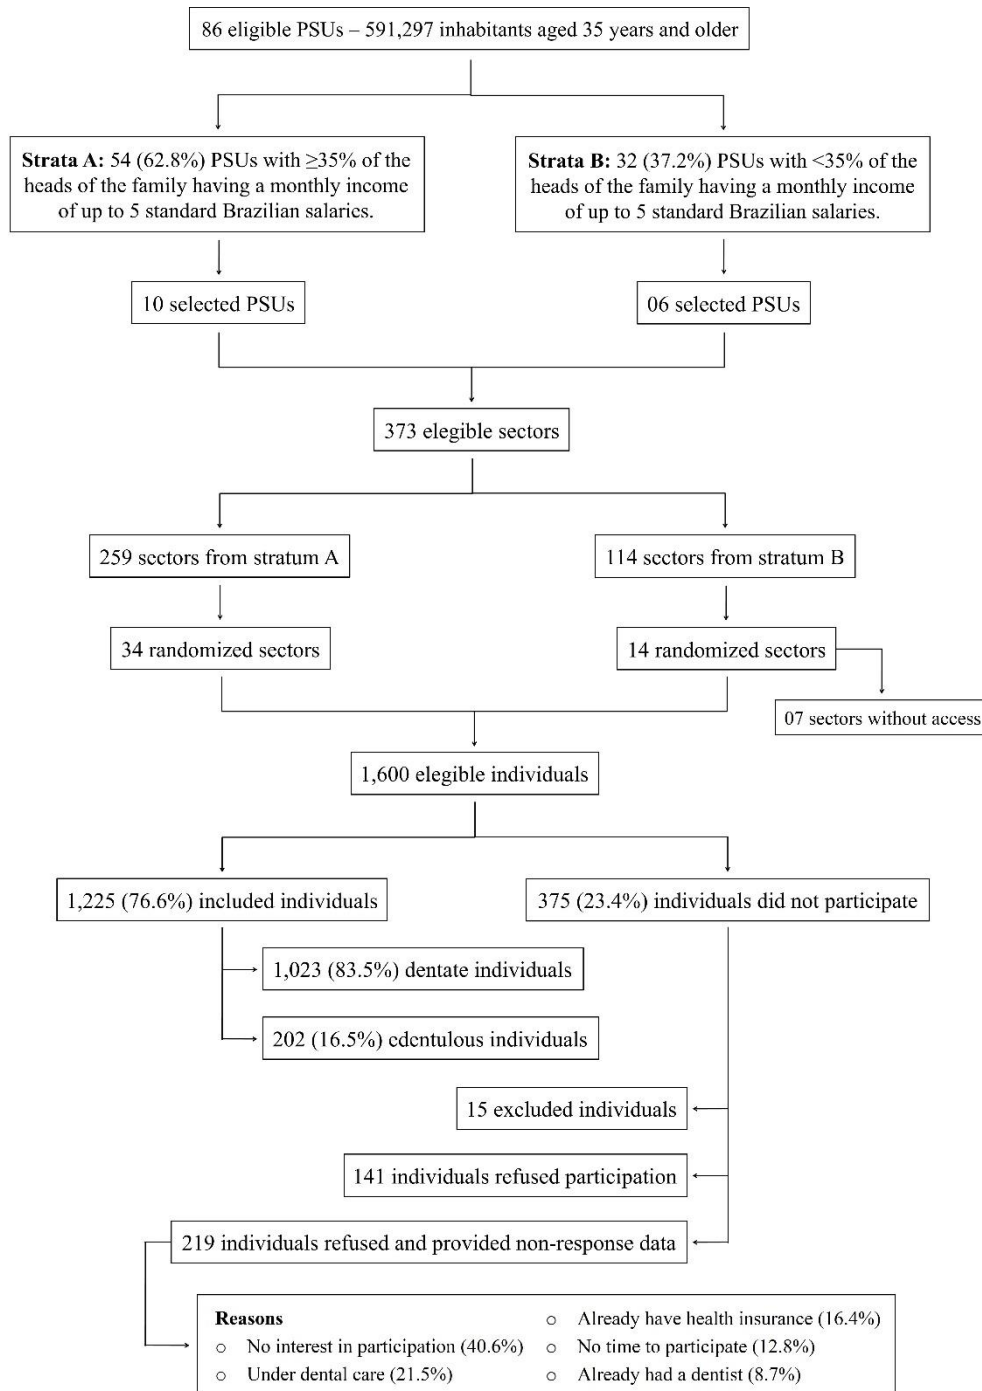 86 eligible PSUs – 591,297 inhabitants aged 35 years and older
Strata A: 54 (62.8%) PSUs with ≥35% of the
heads of the family having a monthly income
of up to 5 standard Brazilian salarics.
Strata B: 32 (37.2%) PSUs with <35% of the
heads of the family having a monthly income
of up to 5 standard Brazilian salaries.
10 selected PSUs
06 selected PSUs
373 elegible sectors
259 sectors from stratum A
114 sectors from stratum B
34 randomized sectors
14 randomized sectors
07 sectors without access
1,600 elegible individuals
1,225 (76.6%) included individuals
375 (23.4%) individuals did not participate
1,023 (83.5%) dentate individuals
202 (16.5%) cdcntulous individuals
15 excluded individuals
141 individuals refused participation
219 individuals refused and provided non-response data
Reasons
○ No interest in participation (40.6%)
○ Under dental care (21.5%)
○ Already have health insurance (16.4%)
○ No time to participate (12.8%)
○ Already had a dentist (8.7%)